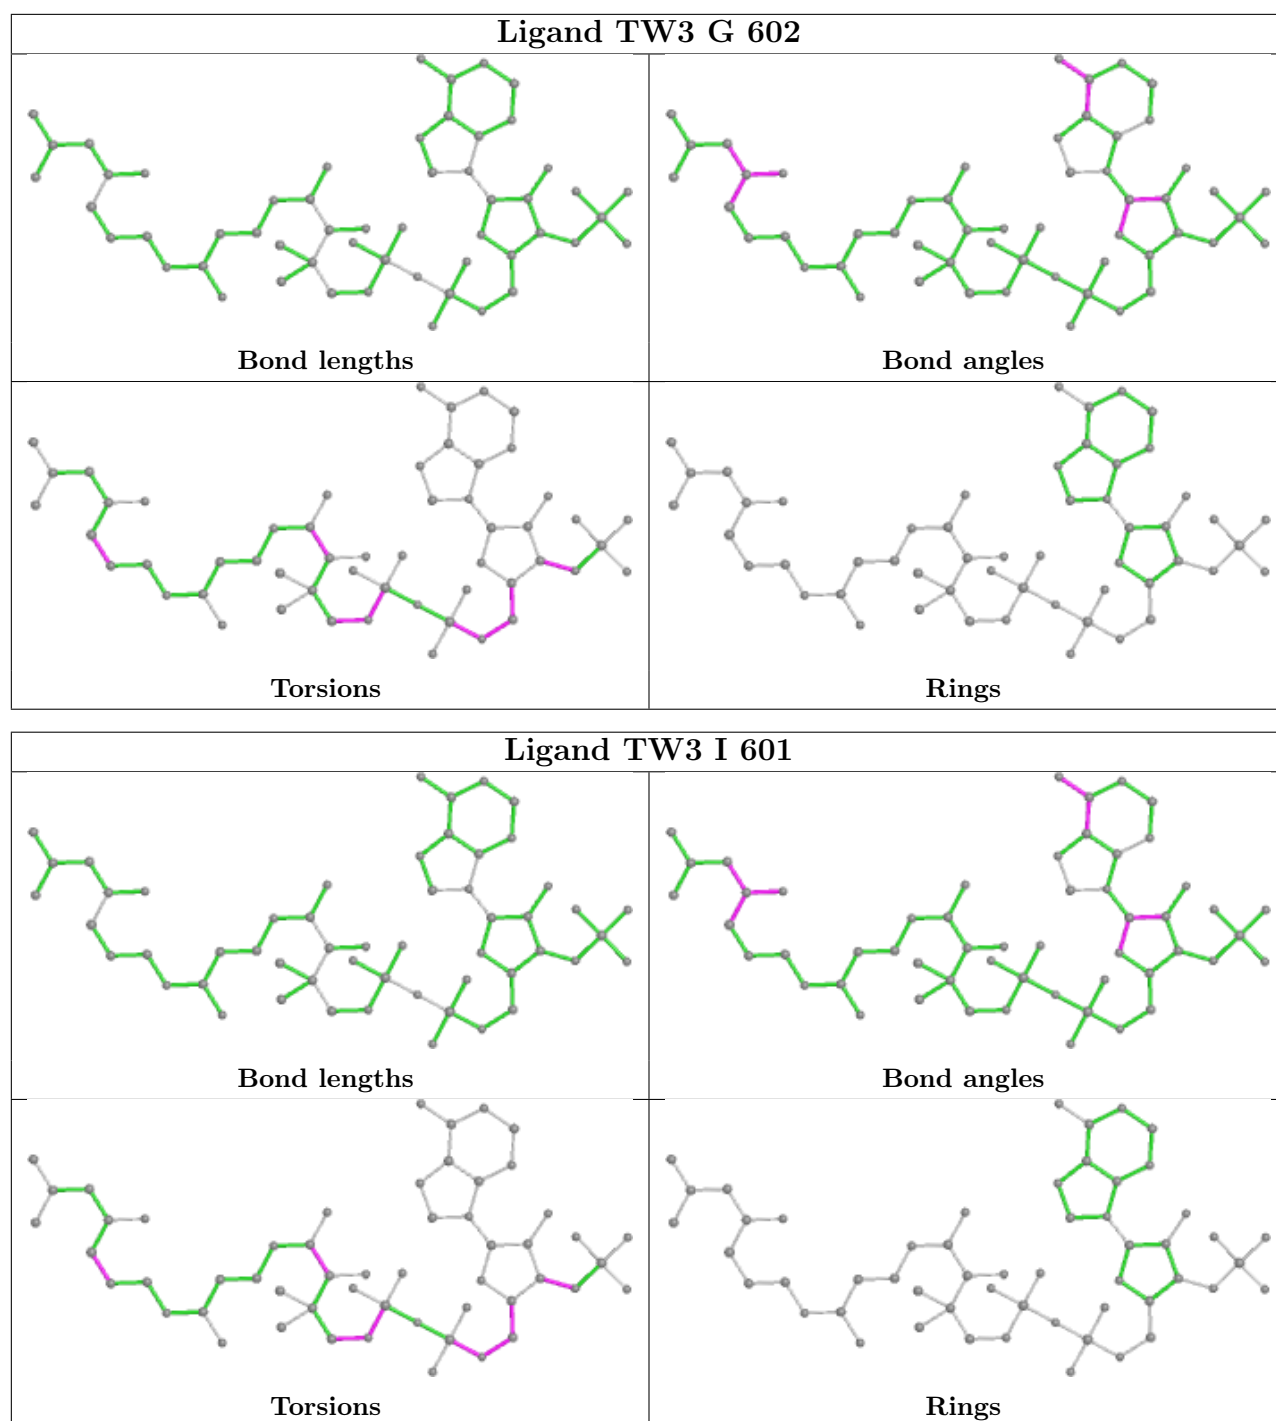 Ligand TW3 G 602
Bond lengths
Bond angles
Torsions
Rings
Ligand TW3 I 601
Bond lengths
Bond angles
Torsions
Rings